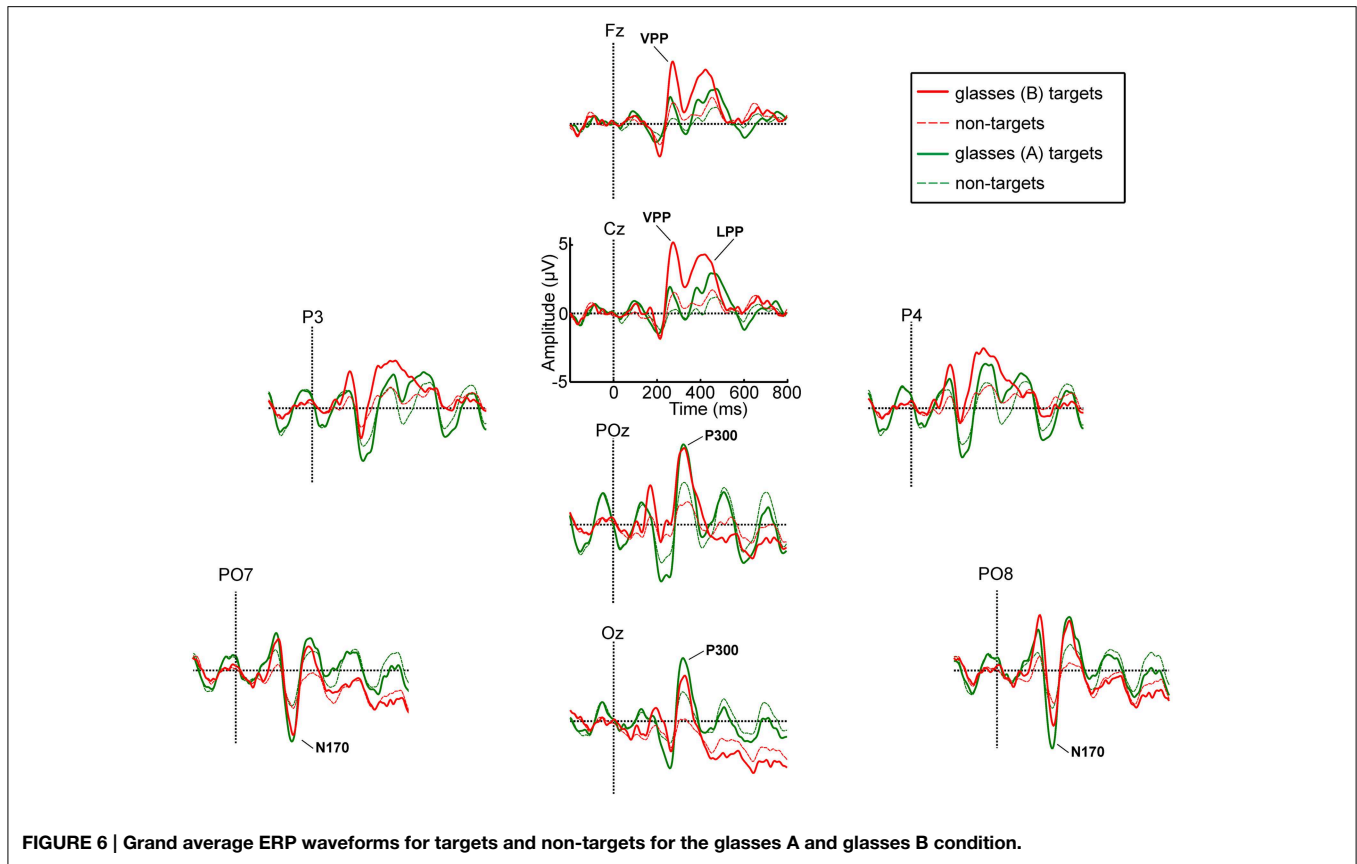 Fz
VPP
glasses (B) targets
non-targets
glasses (A) targets
non-targets
Cz
VPP
LPP
5
0
-5
Amplitude (µV)
0 200 400 600 800
Time (ms)
P3
P4
POz
P300
PO7
N170
PO8
N170
Oz
P300
FIGURE 6 | Grand average ERP waveforms for targets and non-targets for the glasses A and glasses B condition.